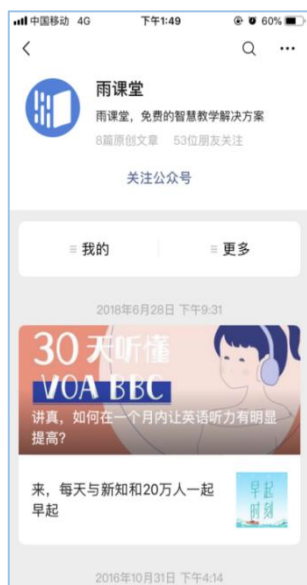 中国移动 4G 下午1:49 60%
雨课堂
雨课堂，免费的智慧教学解决方案
8篇原创文章 53位朋友关注
关注公众号
我的 更多
2018年6月28日 下午9:31
30天听懂
VOA BBC
讲真，如何在一个月内让英语听力有明显
提高？
来，每天与新知和20万人一起
早起
早起
时刻
2016年10月31日 下午4:14